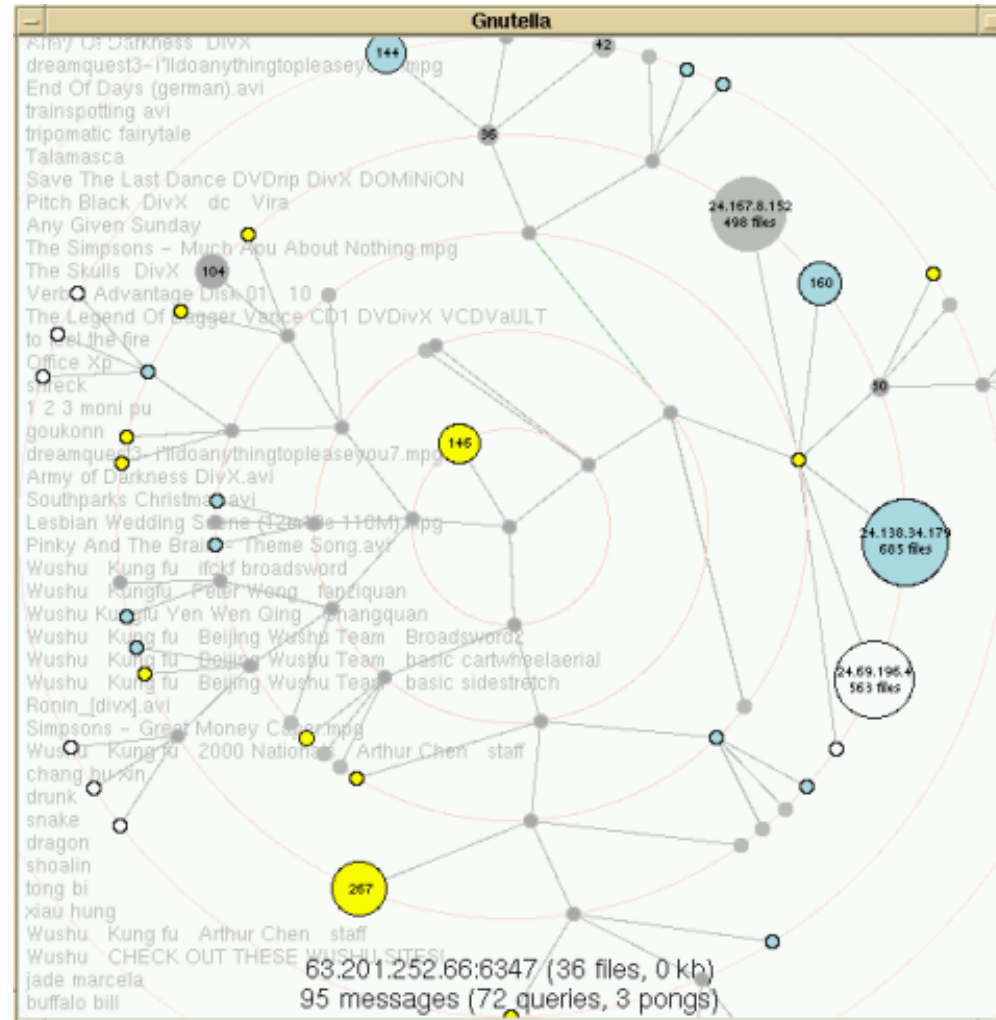 Gnutella
Army Of Darkness DivX
dreamquest3-i'lldoanythingtopleaseyou7.mpg
End Of Days (german).avi
trainspotting avi
tripomatic fairytale
Talamasca
Save The Last Dance DVDrip DivX DOMiNiON
Pitch Black DivX dc Vira
Any Given Sunday
The Simpsons - Much Apu About Nothing.mpg
The Skulls DivX
Advantage Disk 01 10
The Legend Of Bagger Vance CD1 DVDivX VCDVaULT
to feel the fire
Office Xp
shreck
1 2 3 moni pu
goukonn
dreamquest3-i'lldoanythingtopleaseyou7.mpg
Army of Darkness DivX.avi
Southparks Christmas.avi
Lesbian Wedding Scene 110M).mpg
Pinky And The Brain - Theme Song.avi
Wushu Kung fu ifckf broadsword
Wushu Kungfu Peter Wong fanziquan
Wushu Kungfu Yen Wen Qing changquan
Wushu Kung fu Beijing Wushu Team Broadsword2
Wushu Kung fu Beijing Wushu Team basic cartwheelaerial
Wushu Kung fu Beijing Wushu Team basic sidestretch
Ronin_[divx].avi
Simpsons - Great Money Caper.mpg
Wushu Kung fu 2000 Nationals Arthur Chen staff
chang hu xin,
drunk
snake
dragon
shoalin
tong bi
xiau hung
Wushu Kung fu Arthur Chen staff
Wushu CHECK OUT THESE WUSHU SITES!
jade marcela
buffalo bill
144
42
36
24.167.8.152
498 files
104
160
50
146
24.138.34.179
685 files
24.69.196.4
563 files
267
63.201.252.66:6347 (36 files, 0 kb)
95 messages (72 queries, 3 pongs)